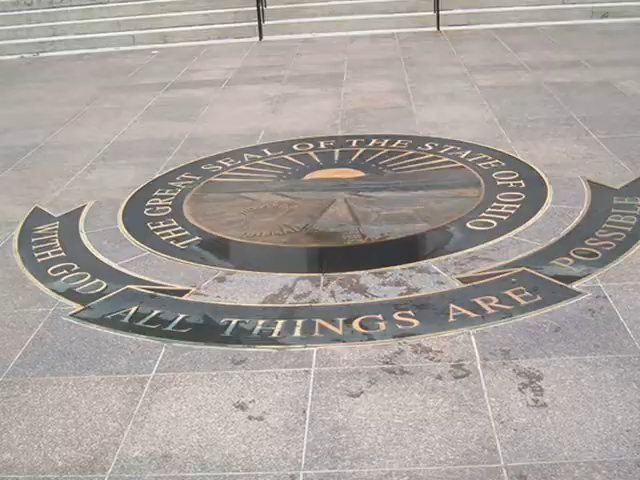 THE GREAT SEAL OF THE STATE OF OHIO
WITH GOD
ALL THINGS ARE
POSSIBLE